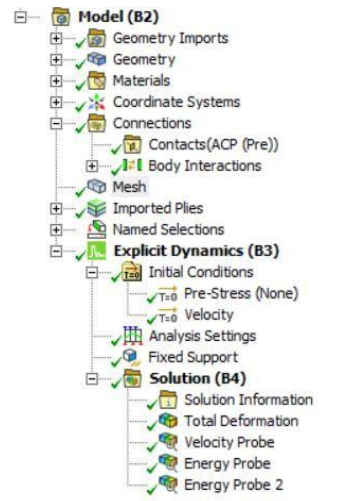 Model (B2)
Geometry Imports
Geometry
Materials
Coordinate Systems
Connections
Contacts(ACP (Pre))
Body Interactions
Mesh
Imported Plies
Named Selections
Explicit Dynamics (B3)
Initial Conditions
T=0 Pre-Stress (None)
T=0 Velocity
Analysis Settings
Fixed Support
Solution (B4)
Solution Information
Total Deformation
Velocity Probe
Energy Probe
Energy Probe 2